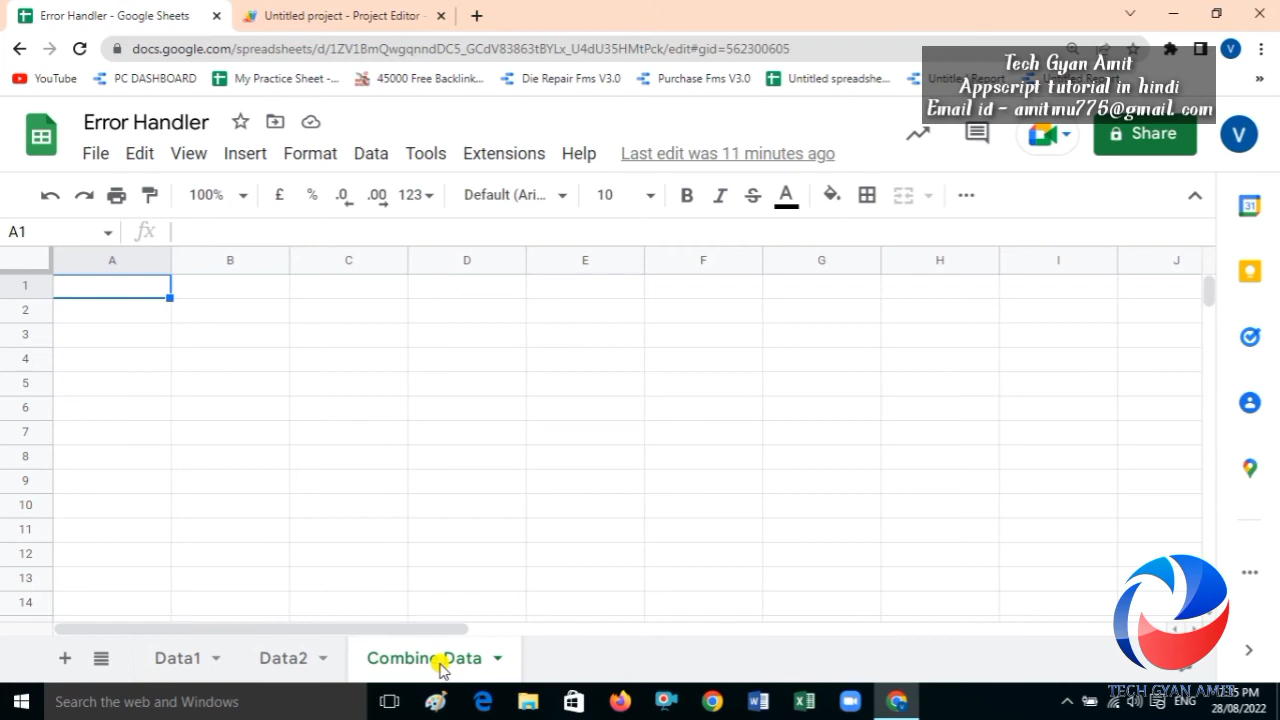 Error Handler - Google Sheets
Untitled project - Project Editor -
docs.google.com/spreadsheets/d/1ZV1BmQwgqnndDC5_GCdV83863tBYLx_U4dU35HMtPck/edit#gid=562300605
V
YouTube
PC DASHBOARD
My Practice Sheet -...
45000 Free Backlink...
Die Repair Fms V3.0
Purchase Fms V3.0
Untitled spreadshe...
Untitled Report
Untitled Report
»
Tech Gyan Amit
Appscript tutorial in hindi
Email id - amitmu776@gmail.com
Error Handler
File Edit View Insert Format Data Tools Extensions Help Last edit was 11 minutes ago
Share
V
100% £ % .0 .00 123 Default (Ari... 10 B I S A
A1 fx
A B C D E F G H I J
1
2
3
4
5
6
7
8
9
10
11
12
13
14
31
+ Data1 Data2 Combine Data
TECH GYAN AMIT
Search the web and Windows
ENG
28/08/2022